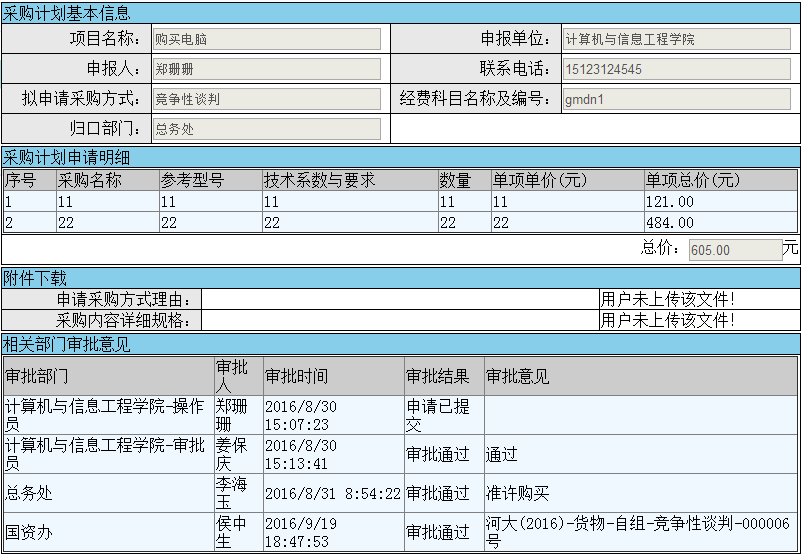 采购计划基本信息
项目名称： 购买电脑 申报单位： 计算机与信息工程学院
申报人： 郑珊珊 联系电话： 15123124545
拟申请采购方式： 竞争性谈判 经费科目名称及编号： gmdn1
归口部门： 总务处
采购计划申请明细
序号 采购名称 参考型号 技术系数与要求 数量 单项单价(元) 单项总价(元)
1 11 11 11 11 11 121.00
2 22 22 22 22 22 484.00
总价： 605.00 元
附件下载
申请采购方式理由： 用户未上传该文件!
采购内容详细规格： 用户未上传该文件!
相关部门审批意见
审批部门 审批人 审批时间 审批结果 审批意见
计算机与信息工程学院-操作员 郑珊珊 2016/8/30 15:07:23 申请已提交
计算机与信息工程学院-审批员 姜保庆 2016/8/30 15:13:41 审批通过 通过
总务处 李海玉 2016/8/31 8:54:22 审批通过 准许购买
国资办 侯中生 2016/9/19 18:47:53 审批通过 河大(2016)-货物-自组-竞争性谈判-000006号